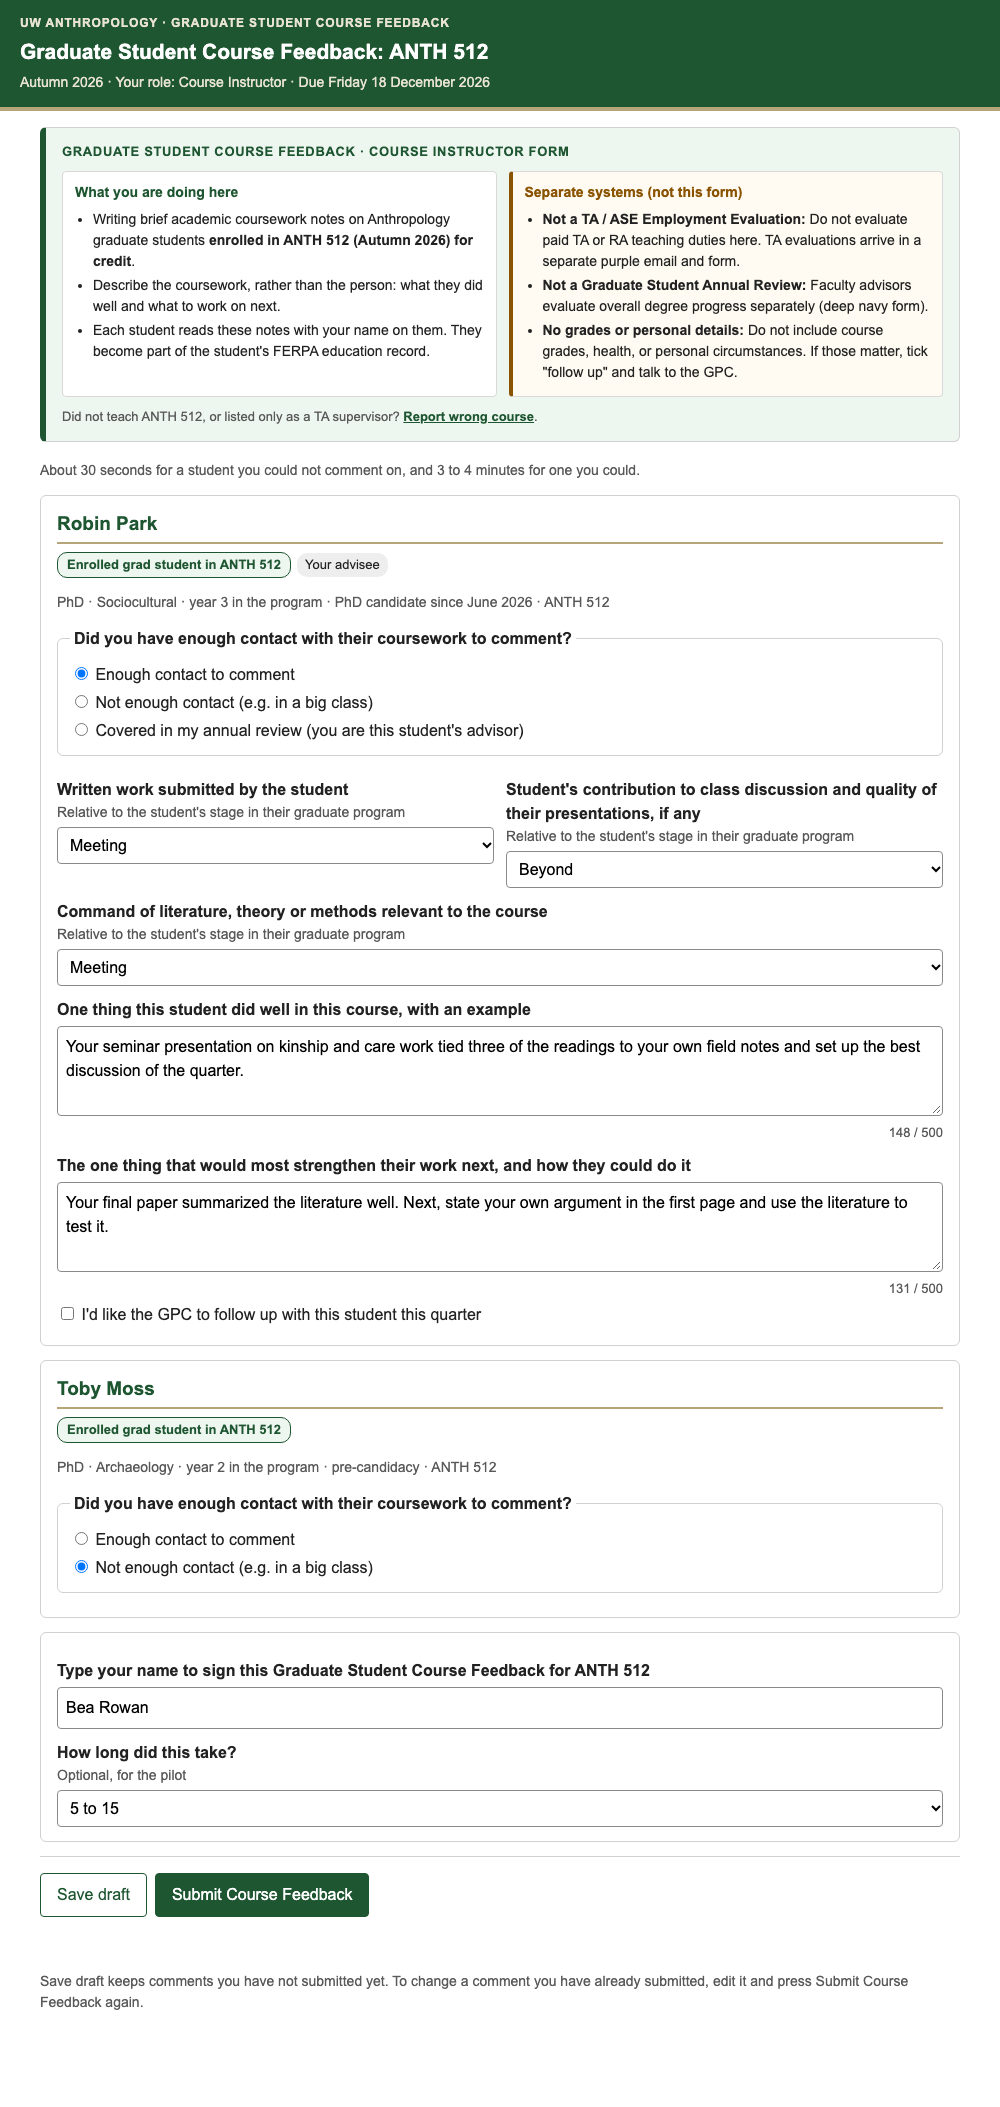 UW ANTHROPOLOGY · GRADUATE STUDENT COURSE FEEDBACK
Graduate Student Course Feedback: ANTH 512
Autumn 2026 · Your role: Course Instructor · Due Friday 18 December 2026
GRADUATE STUDENT COURSE FEEDBACK · COURSE INSTRUCTOR FORM
What you are doing here
• Writing brief academic coursework notes on Anthropology
graduate students enrolled in ANTH 512 (Autumn 2026) for
credit.
• Describe the coursework, rather than the person: what they did
well and what to work on next.
• Each student reads these notes with your name on them. They
become part of the student's FERPA education record.
Separate systems (not this form)
• Not a TA / ASE Employment Evaluation: Do not evaluate
paid TA or RA teaching duties here. TA evaluations arrive in a
separate purple email and form.
• Not a Graduate Student Annual Review: Faculty advisors
evaluate overall degree progress separately (deep navy form).
• No grades or personal details: Do not include course
grades, health, or personal circumstances. If those matter, tick
"follow up" and talk to the GPC.
Did not teach ANTH 512, or listed only as a TA supervisor? Report wrong course.
About 30 seconds for a student you could not comment on, and 3 to 4 minutes for one you could.
Robin Park
Enrolled grad student in ANTH 512 Your advisee
PhD · Sociocultural · year 3 in the program · PhD candidate since June 2026 · ANTH 512
Did you have enough contact with their coursework to comment?
Enough contact to comment
Not enough contact (e.g. in a big class)
Covered in my annual review (you are this student's advisor)
Written work submitted by the student
Relative to the student's stage in their graduate program
Meeting
Student's contribution to class discussion and quality of
their presentations, if any
Relative to the student's stage in their graduate program
Beyond
Command of literature, theory or methods relevant to the course
Relative to the student's stage in their graduate program
Meeting
One thing this student did well in this course, with an example
Your seminar presentation on kinship and care work tied three of the readings to your own field notes and set up the best
discussion of the quarter.
148 / 500
The one thing that would most strengthen their work next, and how they could do it
Your final paper summarized the literature well. Next, state your own argument in the first page and use the literature to
test it.
131 / 500
I'd like the GPC to follow up with this student this quarter
Toby Moss
Enrolled grad student in ANTH 512
PhD · Archaeology · year 2 in the program · pre-candidacy · ANTH 512
Did you have enough contact with their coursework to comment?
Enough contact to comment
Not enough contact (e.g. in a big class)
Type your name to sign this Graduate Student Course Feedback for ANTH 512
Bea Rowan
How long did this take?
Optional, for the pilot
5 to 15
Save draft
Submit Course Feedback
Save draft keeps comments you have not submitted yet. To change a comment you have already submitted, edit it and press Submit Course
Feedback again.